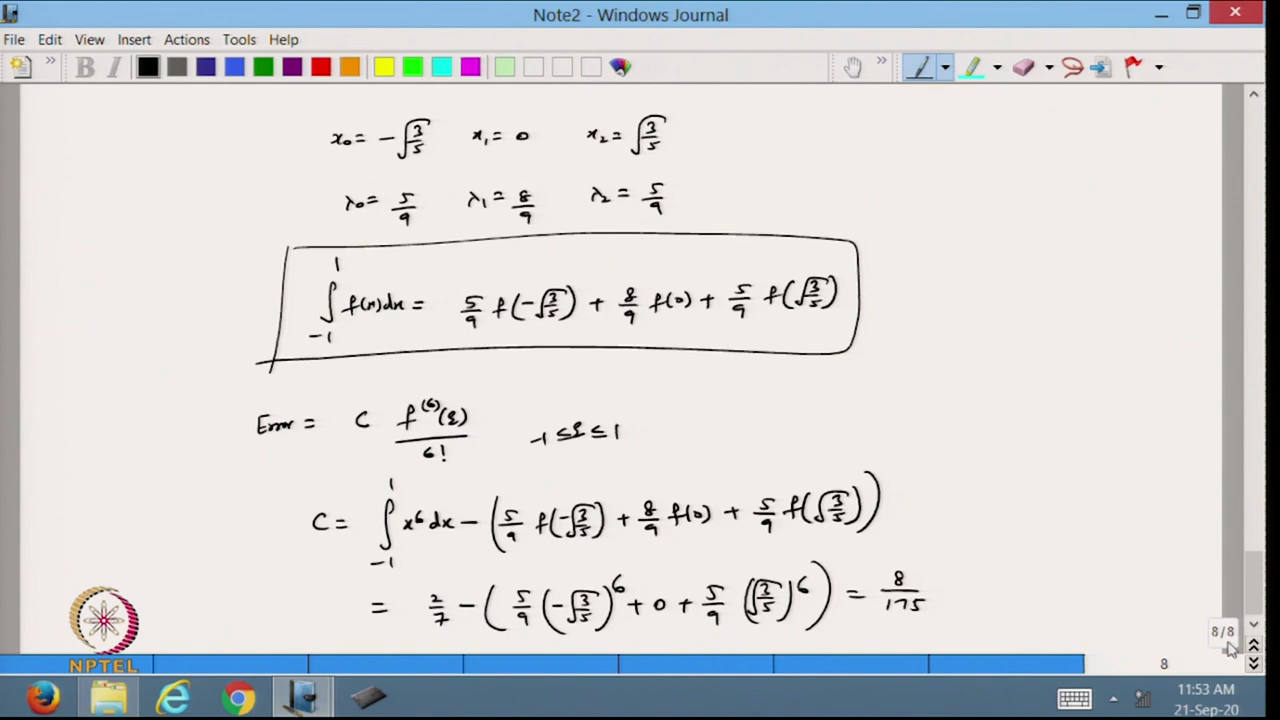 Note2 - Windows Journal
File Edit View Insert Actions Tools Help
x₀ = -√(3/5) x₁ = 0 x₂ = √(3/5)
λ₀ = 5/9 λ₁ = 8/9 λ₂ = 5/9
∫₋₁¹ f(x)dx = 5/9 f(-√(3/5)) + 8/9 f(0) + 5/9 f(√(3/5))
Error = C f⁽⁶⁾(ξ)/6! -1 ≤ ξ ≤ 1
C = ∫₋₁¹ x⁶ dx - (5/9 f(-√(3/5)) + 8/9 f(0) + 5/9 f(√(3/5)))
= 2/7 - (5/9 (-√(3/5))⁶ + 0 + 5/9 (√(3/5))⁶) = 8/175
8/8
NPTEL
8
11:53 AM
21-Sep-20